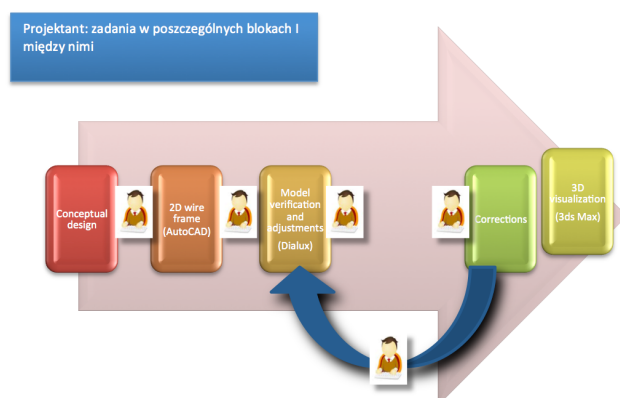 Projektant: zadania w poszczególnych blokach I
między nimi
Conceptual
design
2D wire
frame
(AutoCAD)
Model
verification
and
adjustments
(Dialux)
Corrections
3D
visualization
(3ds Max)